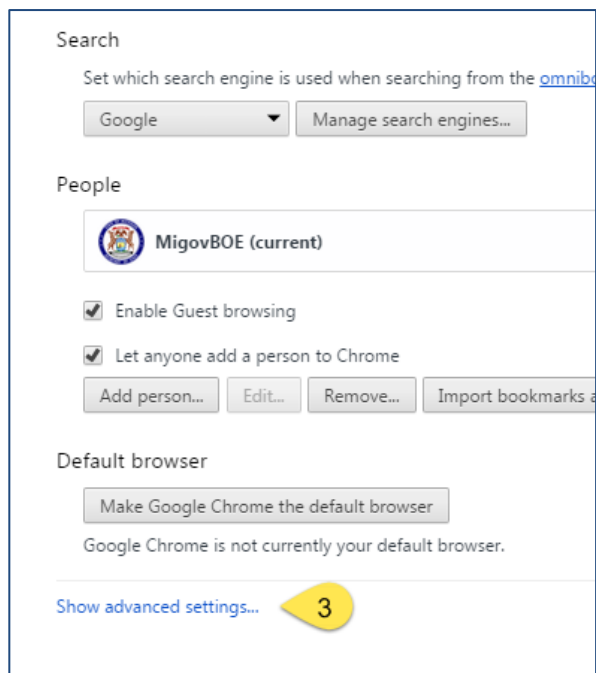 Search
Set which search engine is used when searching from the
Google Manage search engines...
People
MigovBOE (current)
Enable Guest browsing
Let anyone add a person to Chrome
Add person... Edit... Remove... Import bookmarks a
Default browser
Make Google Chrome the default browser
Google Chrome is not currently your default browser.
Show advanced settings... 3